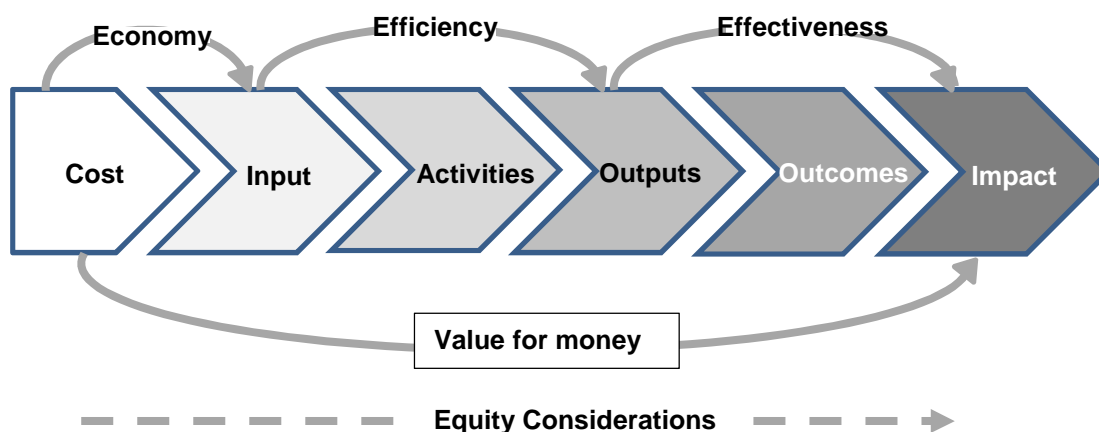 Economy
Efficiency
Effectiveness
Cost
Input
Activities
Outputs
Outcomes
Impact
Value for money
Equity Considerations